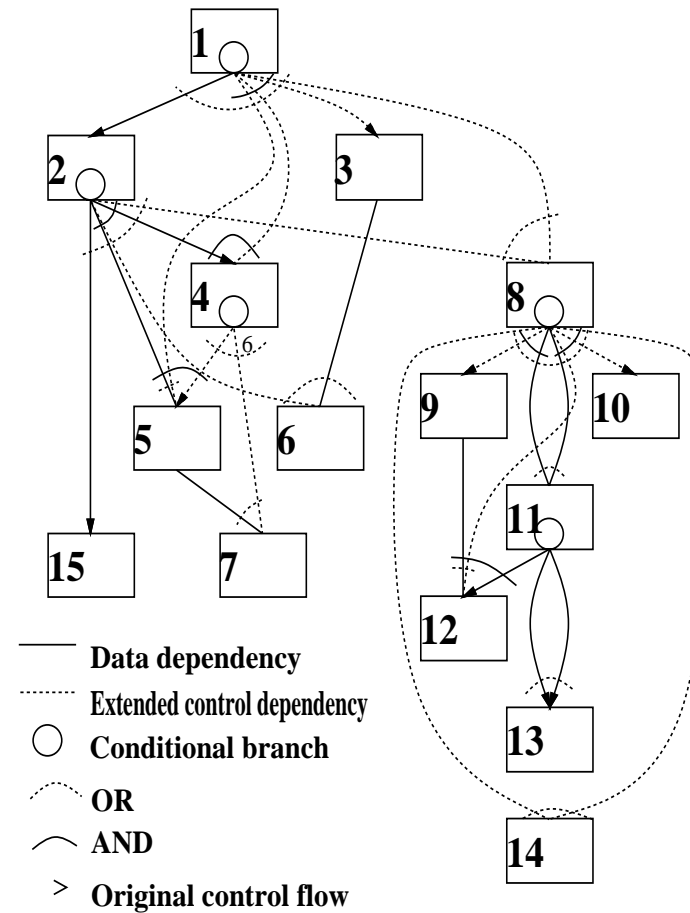 1
2
3
4
8
6
9
10
5
6
11
15
7
12
Data dependency
Extended control dependency
13
Conditional branch
OR
AND
14
Original control flow